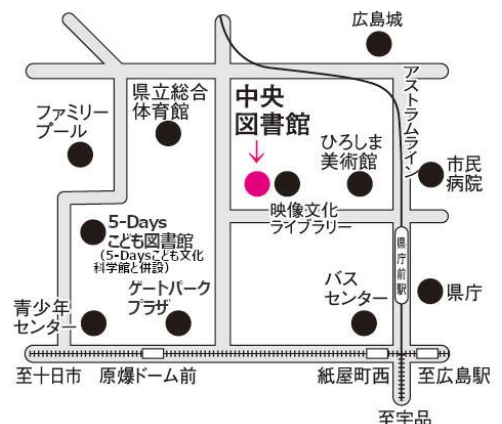 広島城
アストラムライン
県立総合
体育館
中央
図書館
ファミリー
プール
ひろしま
美術館
市民
病院
映像文化
ライブラリー
5-Days
こども図書館
(5-Daysこども文化
科学館と併設)
県庁前駅
ゲートパーク
プラザ
バス
センター
県庁
青少年
センター
至十日市
原爆ドーム前
紙屋町西
至広島駅
至宇品